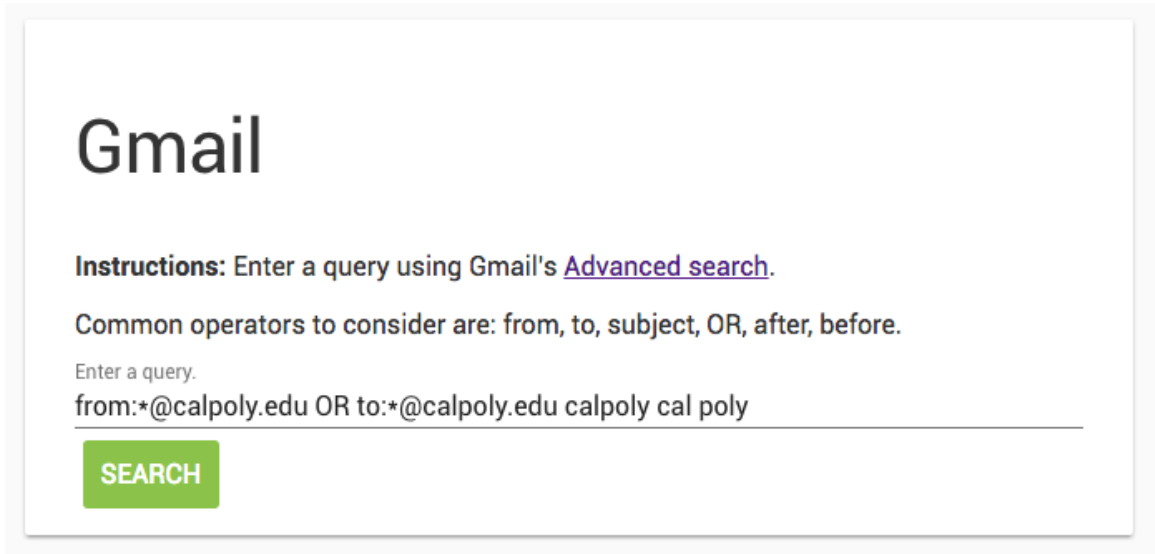 Gmail
Instructions: Enter a query using Gmail's Advanced search.
Common operators to consider are: from, to, subject, OR, after, before.
Enter a query.
from:*@calpoly.edu OR to:*@calpoly.edu calpoly cal poly
SEARCH